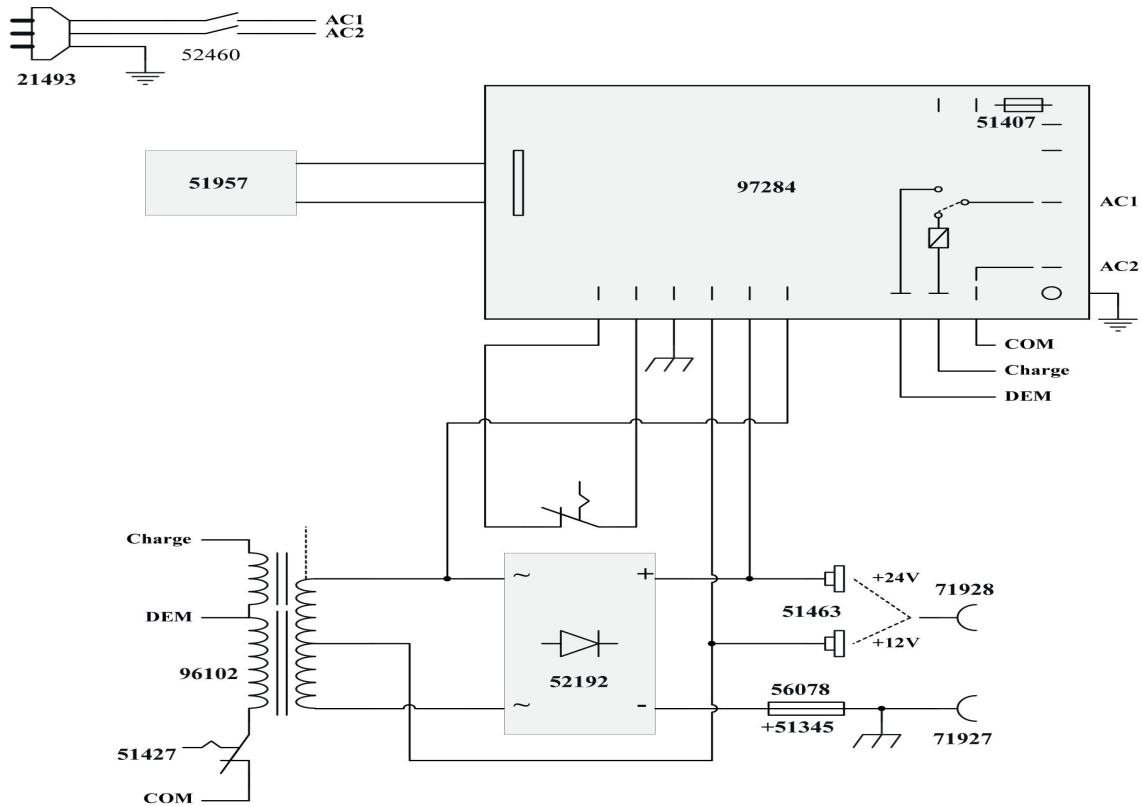 AC1
AC2
52460
21493
51407
51957
97284
AC1
AC2
COM
Charge
DEM
Charge
~
+
+24V
71928
51463
DEM
+12V
96102
52192
56078
~
-
+51345
71927
51427
COM